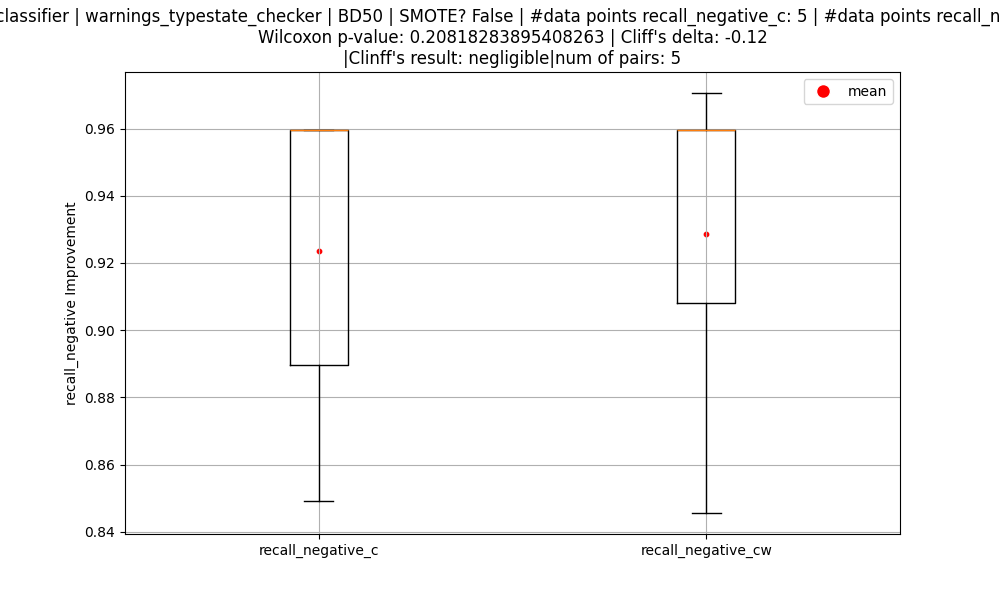 classifier | warnings_typestate_checker | BD50 | SMOTE? False | #data points recall_negative_c: 5 | #data points recall_n
Wilcoxon p-value: 0.20818283895408263 | Cliff's delta: -0.12
|Clinff's result: negligible|num of pairs: 5
mean
0.96
0.94
0.92
0.90
0.88
0.86
0.84
recall_negative Improvement
recall_negative_c
recall_negative_cw